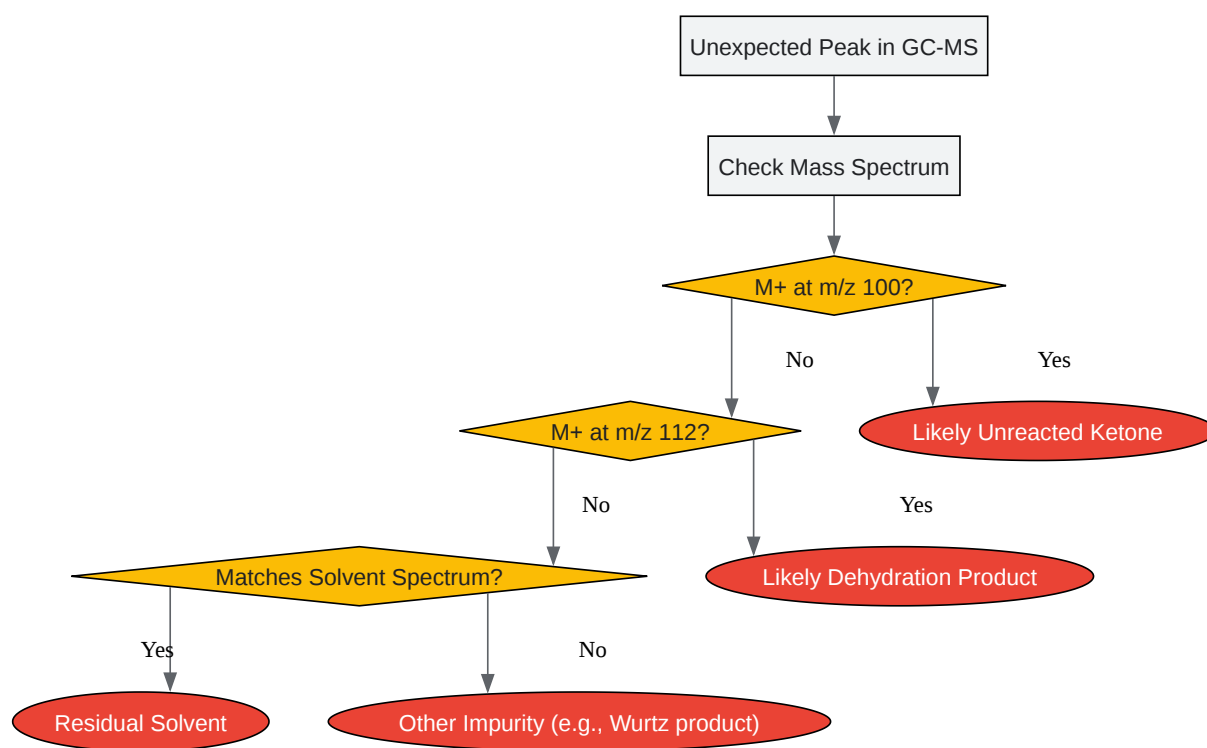 Unexpected Peak in GC-MS
Check Mass Spectrum
M+ at m/z 100?
No
Yes
M+ at m/z 112?
Likely Unreacted Ketone
No
Yes
Matches Solvent Spectrum?
Likely Dehydration Product
Yes
No
Residual Solvent
Other Impurity (e.g., Wurtz product)